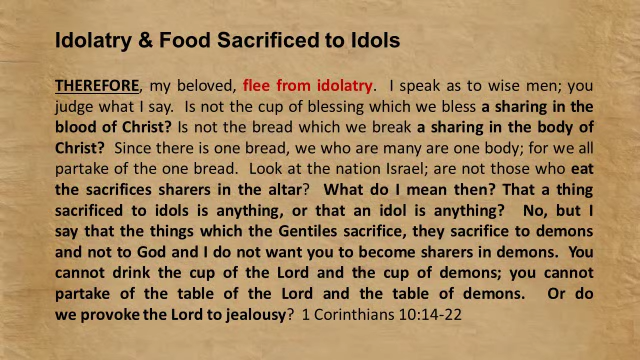 Idolatry & Food Sacrificed to Idols
THEREFORE, my beloved, flee from idolatry. I speak as to wise men; you
judge what I say. Is not the cup of blessing which we bless a sharing in the
blood of Christ? Is not the bread which we break a sharing in the body of
Christ? Since there is one bread, we who are many are one body; for we all
partake of the one bread. Look at the nation Israel; are not those who eat
the sacrifices sharers in the altar? What do I mean then? That a thing
sacrificed to idols is anything, or that an idol is anything? No, but I
say that the things which the Gentiles sacrifice, they sacrifice to demons
and not to God and I do not want you to become sharers in demons. You
cannot drink the cup of the Lord and the cup of demons; you cannot
partake of the table of the Lord and the table of demons. Or do
we provoke the Lord to jealousy? 1 Corinthians 10:14-22